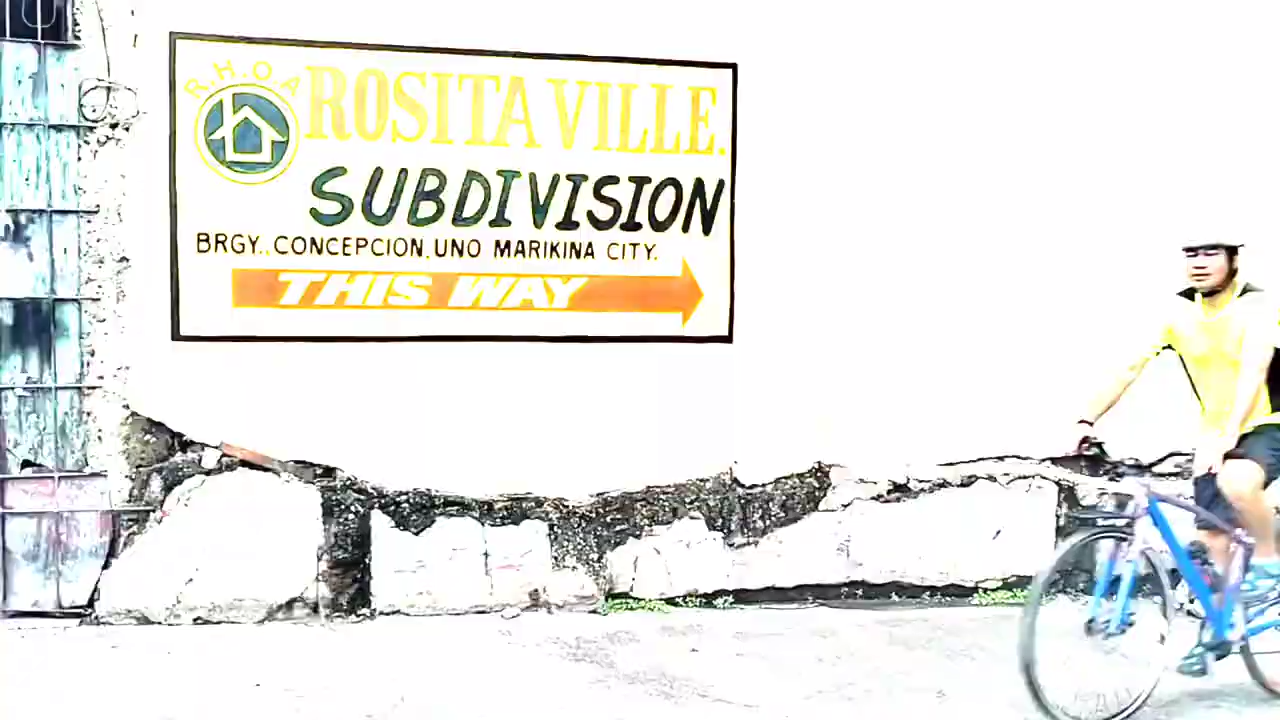 R.H.O.A
ROSITA VILLE.
SUBDIVISION
BRGY.. CONCEPCION. UNO MARIKINA CITY.
THIS WAY